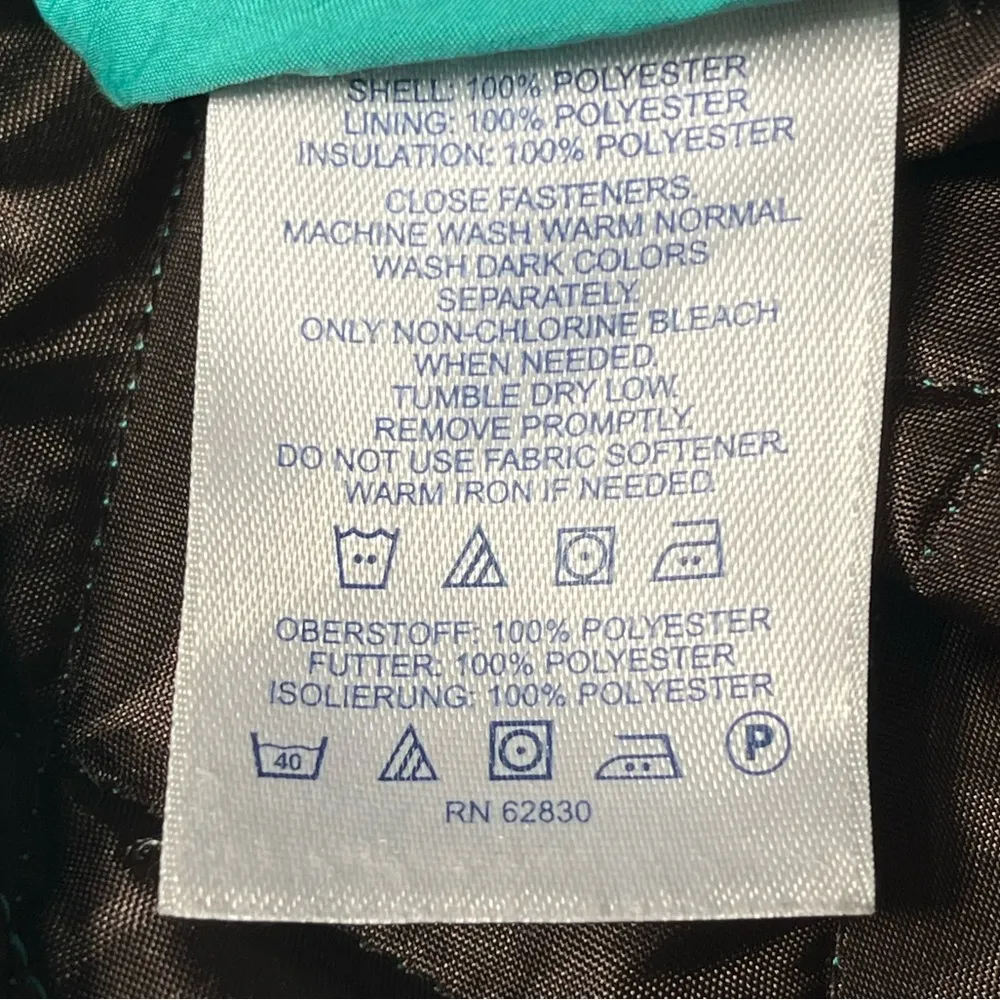 SHELL: 100% POLYESTER
LINING: 100% POLYESTER
INSULATION: 100% POLYESTER
CLOSE FASTENERS.
MACHINE WASH WARM NORMAL.
WASH DARK COLORS
SEPARATELY.
ONLY NON-CHLORINE BLEACH
WHEN NEEDED.
TUMBLE DRY LOW.
REMOVE PROMPTLY.
DO NOT USE FABRIC SOFTENER.
WARM IRON IF NEEDED.
OBERSTOFF: 100% POLYESTER
FUTTER: 100% POLYESTER
ISOLIERUNG: 100% POLYESTER
40 P
RN 62830